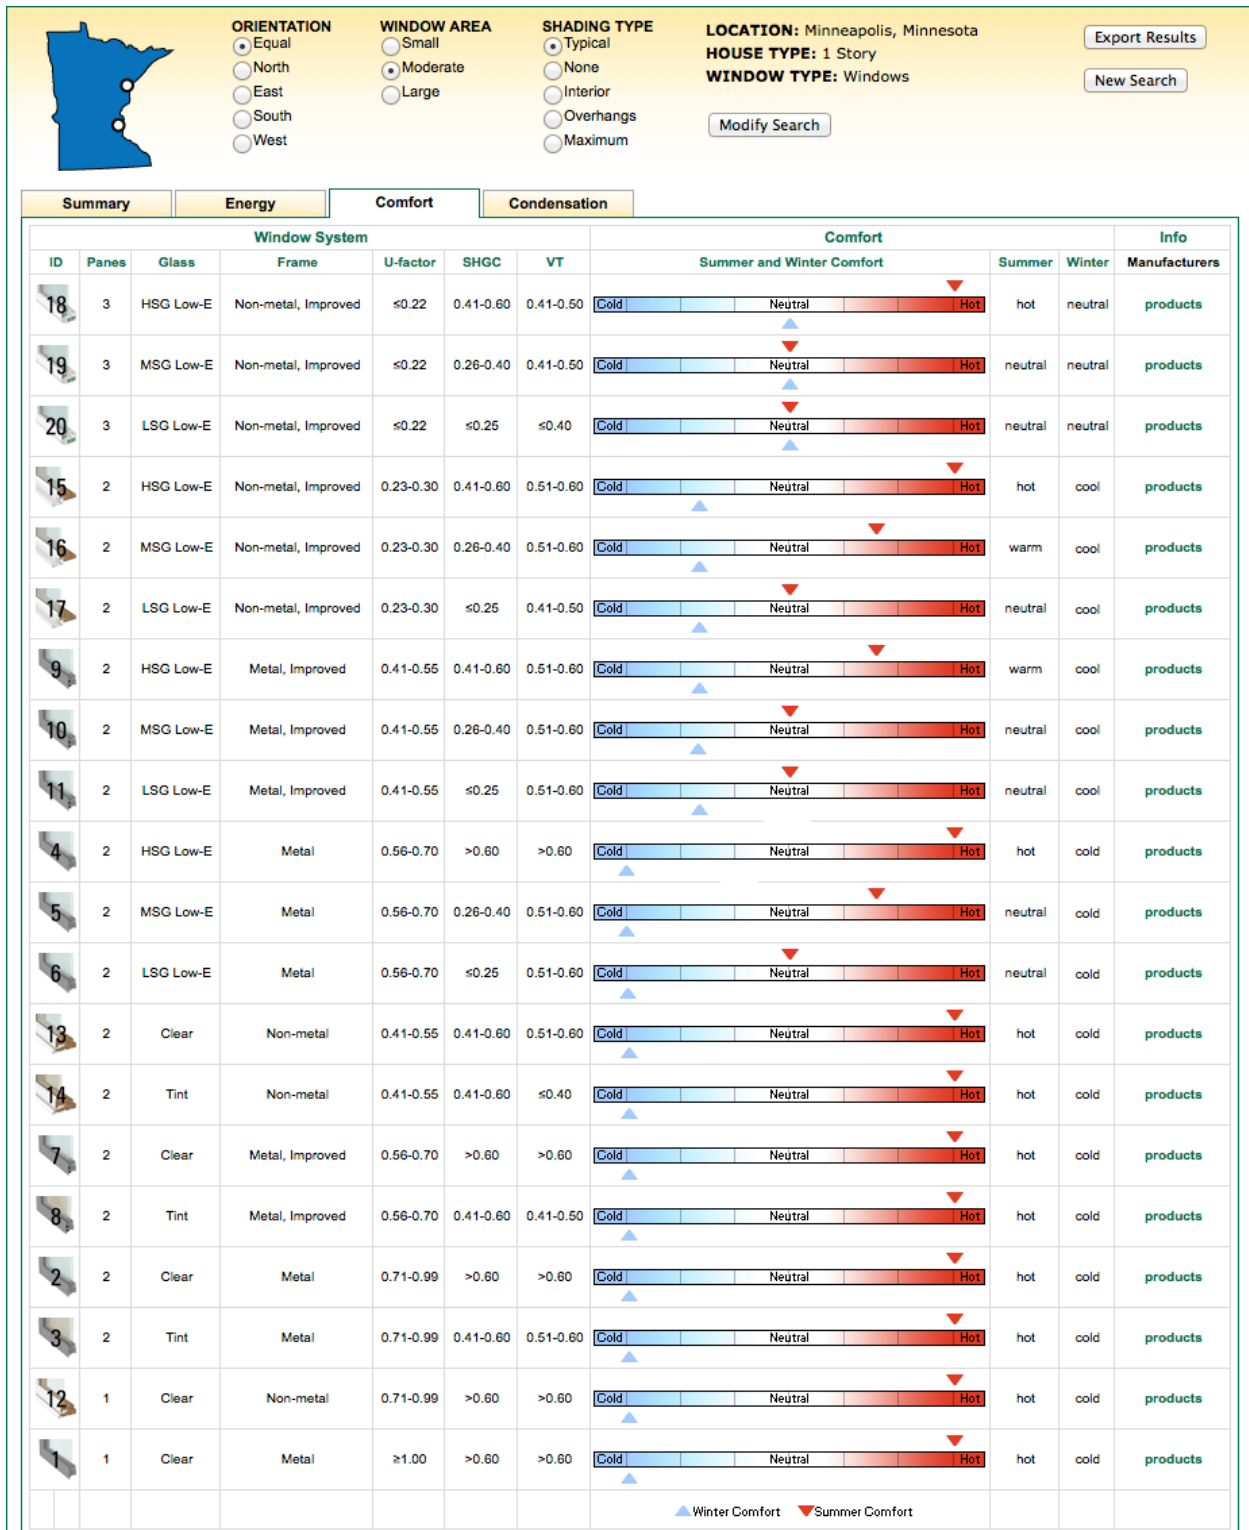 ORIENTATION WINDOW AREA SHADING TYPE LOCATION: Minneapolis, Minnesota Export Results
Equal Small Typical HOUSE TYPE: 1 Story
North Moderate None WINDOW TYPE: Windows New Search
East Large Interior
South Overhangs Modify Search
West Maximum
Summary Energy Comfort Condensation
Window System Comfort Info
ID Panes Glass Frame U-factor SHGC VT Summer and Winter Comfort Summer Winter Manufacturers
18 3 HSG Low-E Non-metal, Improved ≤0.22 0.41-0.60 0.41-0.50 Cold Neutral Hot hot neutral products
19 3 MSG Low-E Non-metal, Improved ≤0.22 0.26-0.40 0.41-0.50 Cold Neutral Hot neutral neutral products
20 3 LSG Low-E Non-metal, Improved ≤0.22 ≤0.25 ≤0.40 Cold Neutral Hot neutral neutral products
15 2 HSG Low-E Non-metal, Improved 0.23-0.30 0.41-0.60 0.51-0.60 Cold Neutral Hot hot cool products
16 2 MSG Low-E Non-metal, Improved 0.23-0.30 0.26-0.40 0.51-0.60 Cold Neutral Hot warm cool products
17 2 LSG Low-E Non-metal, Improved 0.23-0.30 ≤0.25 0.41-0.50 Cold Neutral Hot neutral cool products
9 2 HSG Low-E Metal, Improved 0.41-0.55 0.41-0.60 0.51-0.60 Cold Neutral Hot warm cool products
10 2 MSG Low-E Metal, Improved 0.41-0.55 0.26-0.40 0.51-0.60 Cold Neutral Hot neutral cool products
11 2 LSG Low-E Metal, Improved 0.41-0.55 ≤0.25 0.51-0.60 Cold Neutral Hot neutral cool products
4 2 HSG Low-E Metal 0.56-0.70 >0.60 >0.60 Cold Neutral Hot hot cold products
5 2 MSG Low-E Metal 0.56-0.70 0.26-0.40 0.51-0.60 Cold Neutral Hot neutral cold products
6 2 LSG Low-E Metal 0.56-0.70 ≤0.25 0.51-0.60 Cold Neutral Hot neutral cold products
13 2 Clear Non-metal 0.41-0.55 0.41-0.60 0.51-0.60 Cold Neutral Hot hot cold products
14 2 Tint Non-metal 0.41-0.55 0.41-0.60 ≤0.40 Cold Neutral Hot hot cold products
7 2 Clear Metal, Improved 0.56-0.70 >0.60 >0.60 Cold Neutral Hot hot cold products
8 2 Tint Metal, Improved 0.56-0.70 0.41-0.60 0.41-0.50 Cold Neutral Hot hot cold products
2 2 Clear Metal 0.71-0.99 >0.60 >0.60 Cold Neutral Hot hot cold products
3 2 Tint Metal 0.71-0.99 0.41-0.60 0.51-0.60 Cold Neutral Hot hot cold products
12 1 Clear Non-metal 0.71-0.99 >0.60 >0.60 Cold Neutral Hot hot cold products
1 1 Clear Metal ≥1.00 >0.60 >0.60 Cold Neutral Hot hot cold products
Winter Comfort Summer Comfort